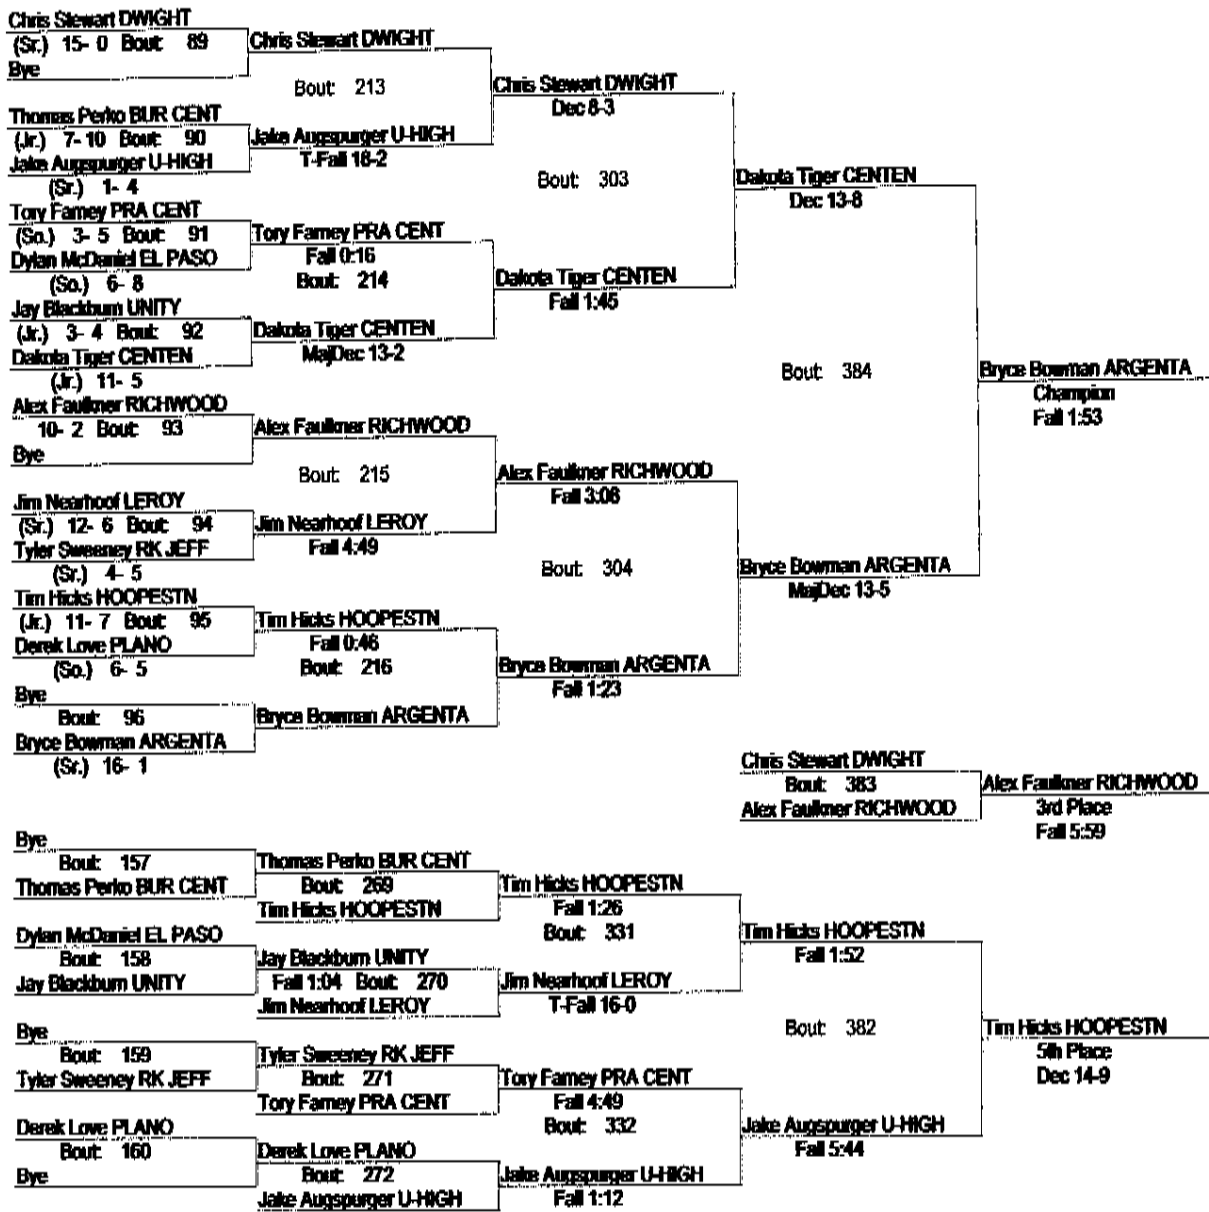 Chris Stewart DWIGHT
(Sr.) 15- 0 Bout: 89
Bye
Chris Stewart DWIGHT
Bout: 213
Thomas Perko BUR CENT
(Jr.) 7- 10 Bout: 90
Jake Augspurger U-HIGH
(Sr.) 1- 4
Jake Augspurger U-HIGH
T-Fall 18-2
Chris Stewart DWIGHT
Dec 8-3
Bout: 303
Tory Farney PRA CENT
(So.) 3- 5 Bout: 91
Dylan McDaniel EL PASO
(So.) 6- 8
Tory Farney PRA CENT
Fall 0:16
Bout: 214
Jay Blackburn UNITY
(Jr.) 3- 4 Bout: 92
Dakota Tiger CENTEN
(Jr.) 11- 5
Dakota Tiger CENTEN
MajDec 13-2
Dakota Tiger CENTEN
Fall 1:45
Dakota Tiger CENTEN
Dec 13-8
Bout: 384
Bryce Bowman ARGENTA
Champion
Fall 1:53
Alex Faulkner RICHWOOD
10- 2 Bout: 93
Bye
Alex Faulkner RICHWOOD
Bout: 215
Jim Nearhoof LEROY
(Sr.) 12- 6 Bout: 94
Tyler Sweeney RK JEFF
(Sr.) 4- 5
Jim Nearhoof LEROY
Fall 4:49
Alex Faulkner RICHWOOD
Fall 3:06
Bout: 304
Tim Hicks HOOPESTN
(Jr.) 11- 7 Bout: 95
Derek Love PLANO
(So.) 6- 5
Tim Hicks HOOPESTN
Fall 0:46
Bout: 216
Bye
Bout: 96
Bryce Bowman ARGENTA
(Sr.) 16- 1
Bryce Bowman ARGENTA
Bryce Bowman ARGENTA
Fall 1:23
Bryce Bowman ARGENTA
MajDec 13-5
Chris Stewart DWIGHT
Bout: 383
Alex Faulkner RICHWOOD
Alex Faulkner RICHWOOD
3rd Place
Fall 5:59
Bye
Bout: 157
Thomas Perko BUR CENT
Thomas Perko BUR CENT
Bout: 269
Tim Hicks HOOPESTN
Tim Hicks HOOPESTN
Fall 1:26
Bout: 331
Dylan McDaniel EL PASO
Bout: 158
Jay Blackburn UNITY
Jay Blackburn UNITY
Fall 1:04 Bout: 270
Jim Nearhoof LEROY
Jim Nearhoof LEROY
T-Fall 16-0
Tim Hicks HOOPESTN
Fall 1:52
Bout: 382
Tim Hicks HOOPESTN
5th Place
Dec 14-9
Bye
Bout: 159
Tyler Sweeney RK JEFF
Tyler Sweeney RK JEFF
Bout: 271
Tory Farney PRA CENT
Tory Farney PRA CENT
Fall 4:49
Bout: 332
Derek Love PLANO
Bout: 160
Bye
Derek Love PLANO
Bout: 272
Jake Augspurger U-HIGH
Jake Augspurger U-HIGH
Fall 1:12
Jake Augspurger U-HIGH
Fall 5:44